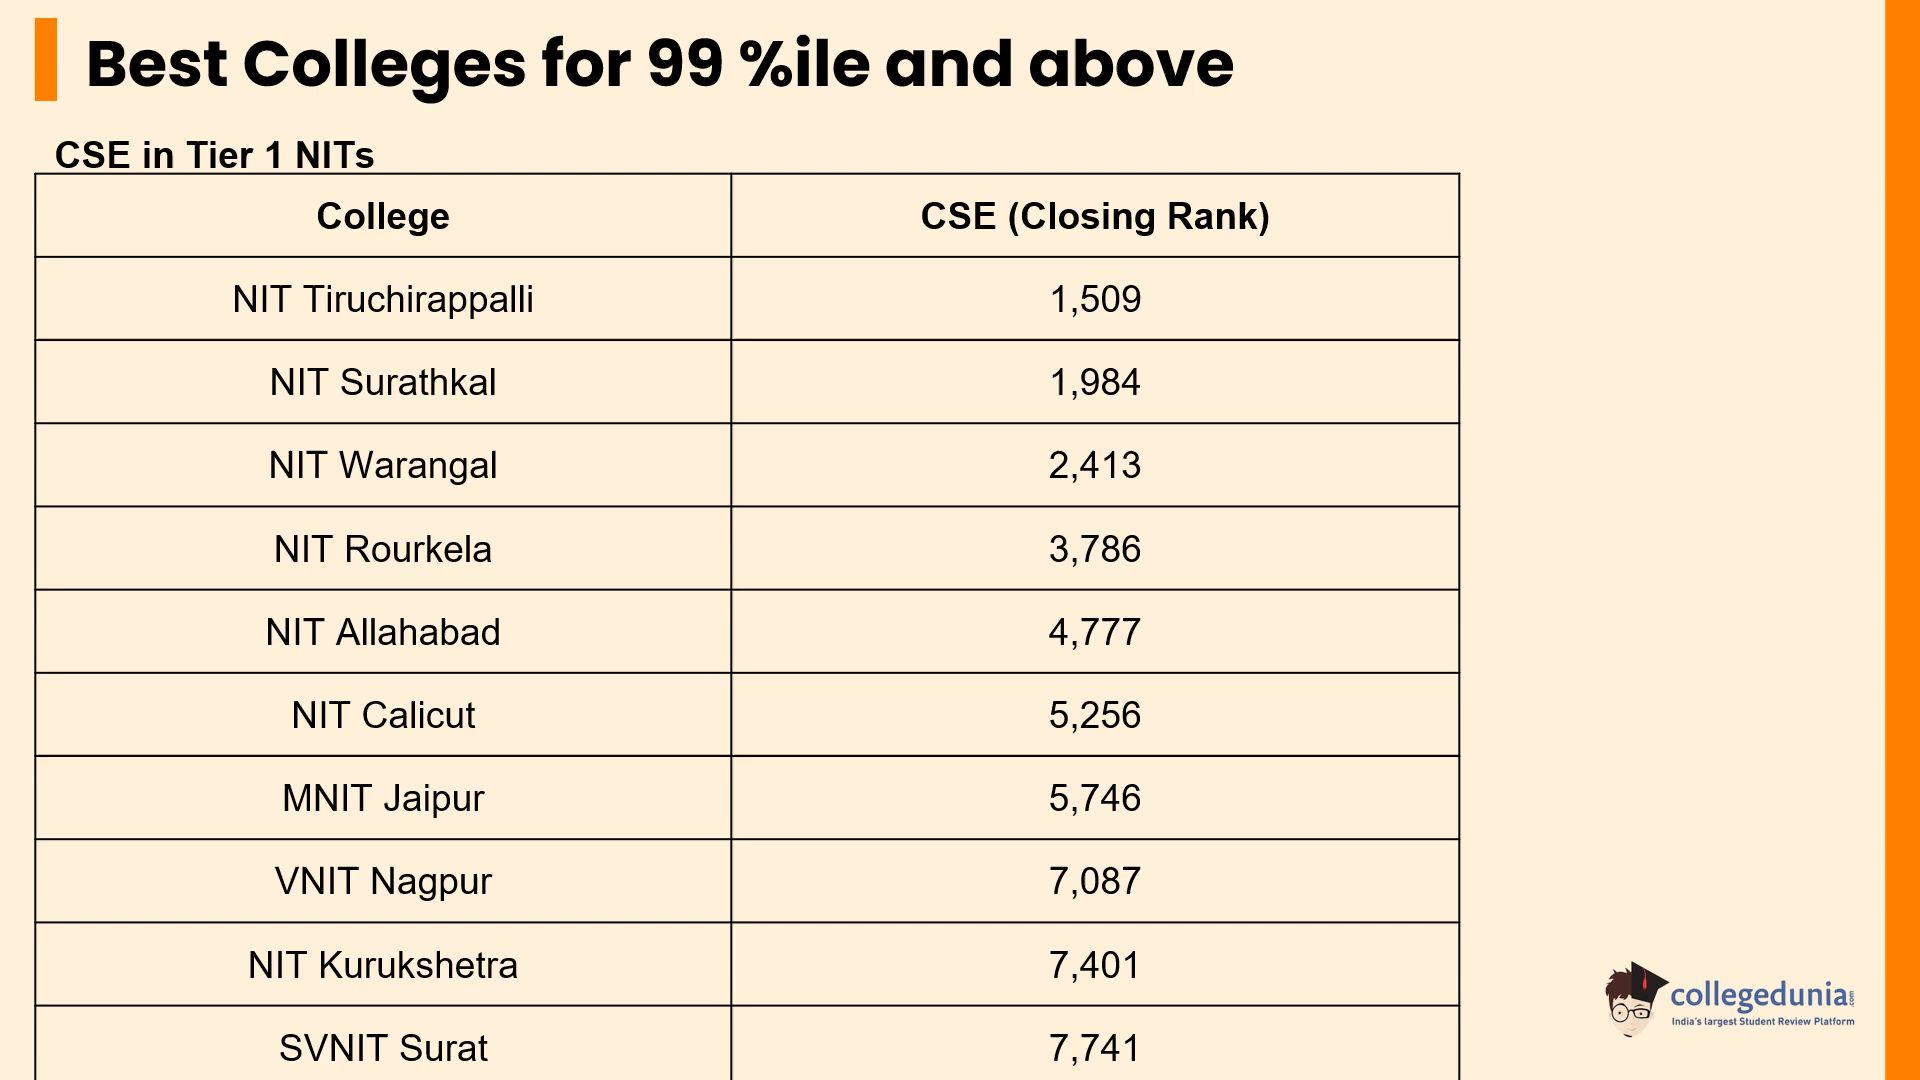 Best Colleges for 99 %ile and above
CSE in Tier 1 NITs
College CSE (Closing Rank)
NIT Tiruchirappalli 1,509
NIT Surathkal 1,984
NIT Warangal 2,413
NIT Rourkela 3,786
NIT Allahabad 4,777
NIT Calicut 5,256
MNIT Jaipur 5,746
VNIT Nagpur 7,087
NIT Kurukshetra 7,401
SVNIT Surat 7,741
collegedunia.com
India's largest Student Review Platform